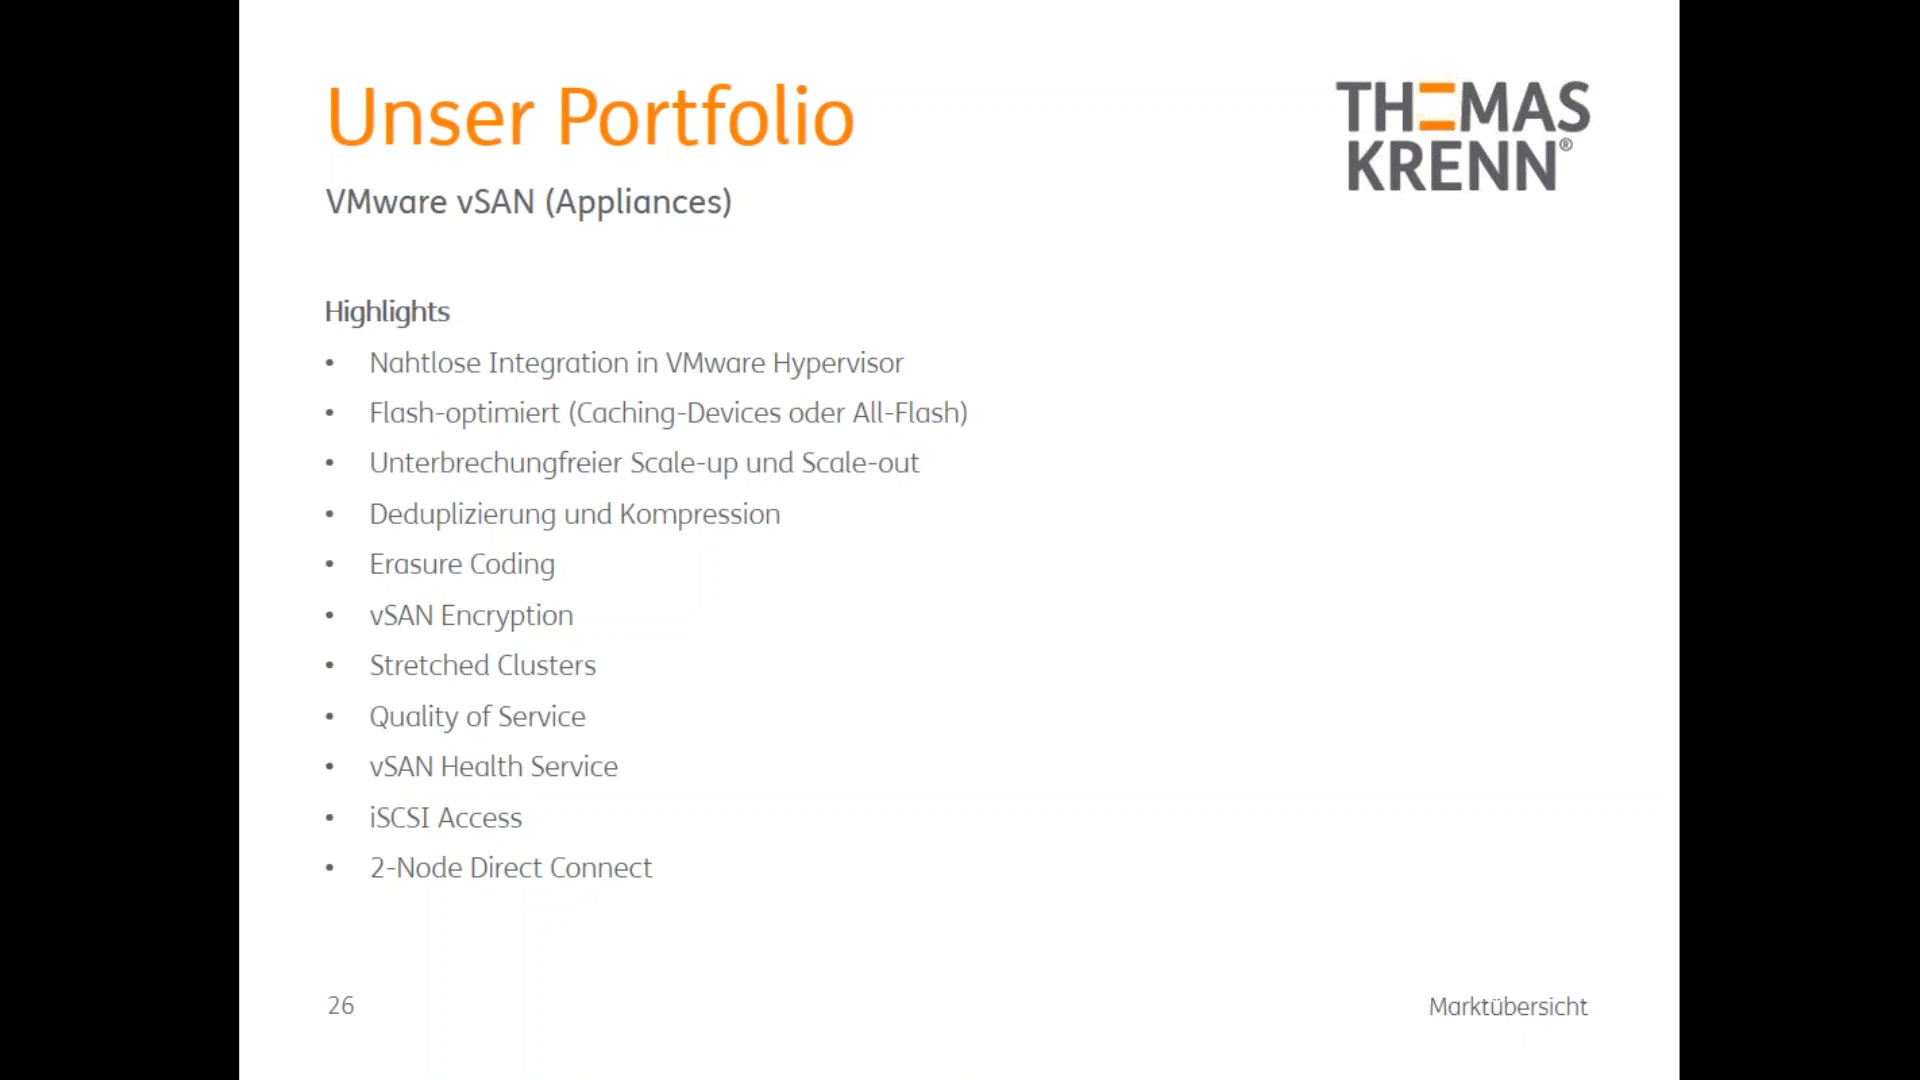 Unser Portfolio
THOMAS
KRENN®
VMware vSAN (Appliances)
Highlights
• Nahtlose Integration in VMware Hypervisor
• Flash-optimiert (Caching-Devices oder All-Flash)
• Unterbrechungfreier Scale-up und Scale-out
• Deduplizierung und Kompression
• Erasure Coding
• vSAN Encryption
• Stretched Clusters
• Quality of Service
• vSAN Health Service
• iSCSI Access
• 2-Node Direct Connect
26
Marktübersicht